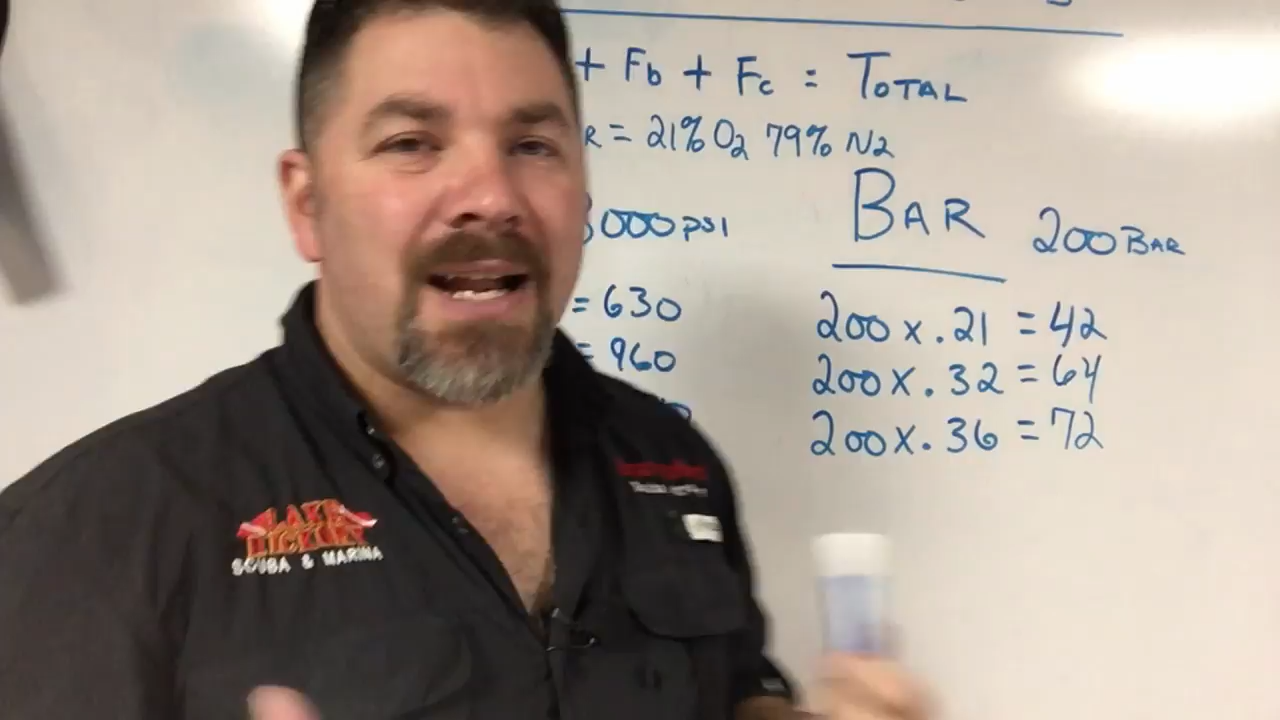 + Fb + Fc = TOTAL
R = 21% O2 79% N2
000 PSI
BAR 200 BAR
= 630
= 960
200 x .21 = 42
200 x .32 = 64
200 x .36 = 72
LAKE HICKORY
SCUBA & MARINA